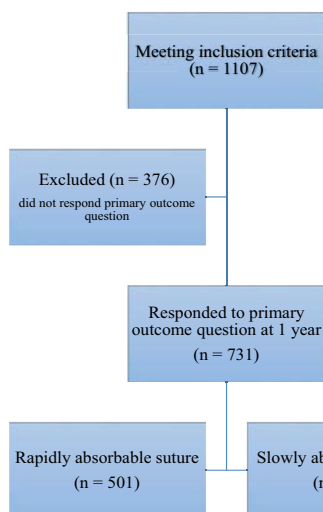 Meeting inclusion criteria
(n = 1107)
Excluded (n = 376)
did not respond primary outcome
question
Responded to primary
outcome question at 1 year
(n = 731)
Rapidly absorbable suture
(n = 501)
Slowly